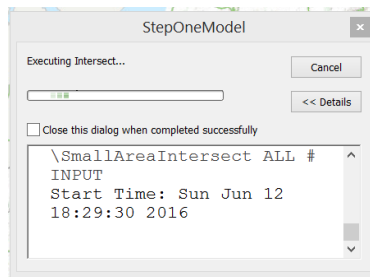 StepOneModel
×
Executing Intersect...
Cancel
<< Details
Close this dialog when completed successfully
\SmallAreaIntersect ALL #
INPUT
Start Time: Sun Jun 12
18:29:30 2016